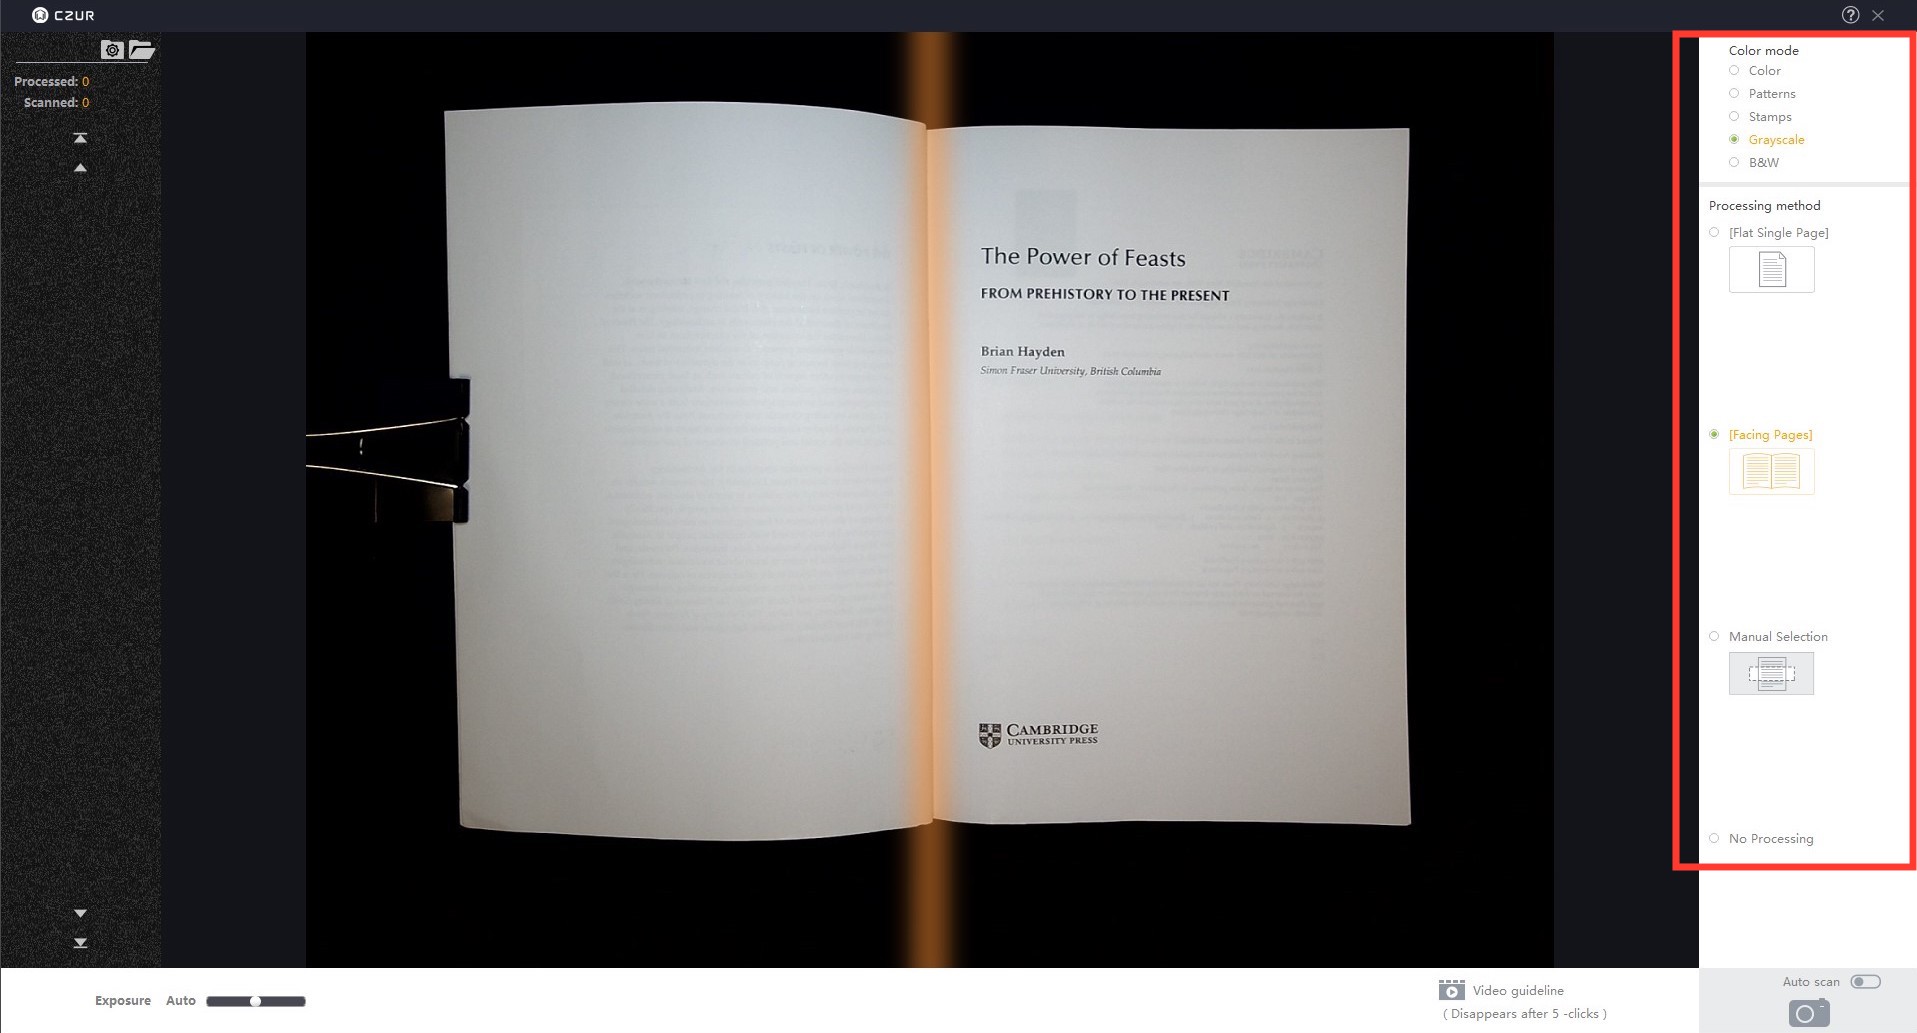 CZUR
Processed: 0
Scanned: 0
The Power of Feasts
FROM PREHISTORY TO THE PRESENT
Brian Hayden
Simon Fraser University, British Columbia
CAMBRIDGE
UNIVERSITY PRESS
Color mode
Color
Patterns
Stamps
Grayscale
B&W
Processing method
[Flat Single Page]
[Facing Pages]
Manual Selection
No Processing
Exposure Auto
Video guideline
( Disappears after 5 -clicks )
Auto scan